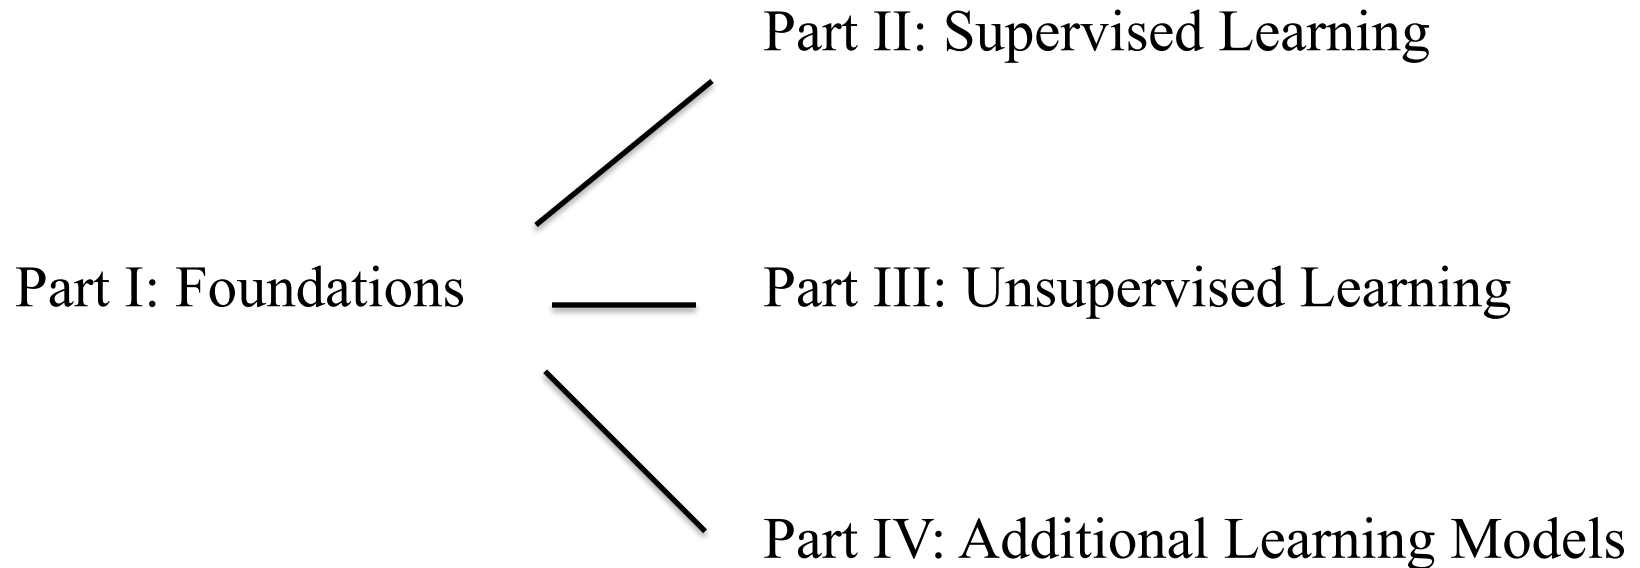 Part II: Supervised Learning
Part I: Foundations
Part III: Unsupervised Learning
Part IV: Additional Learning Models